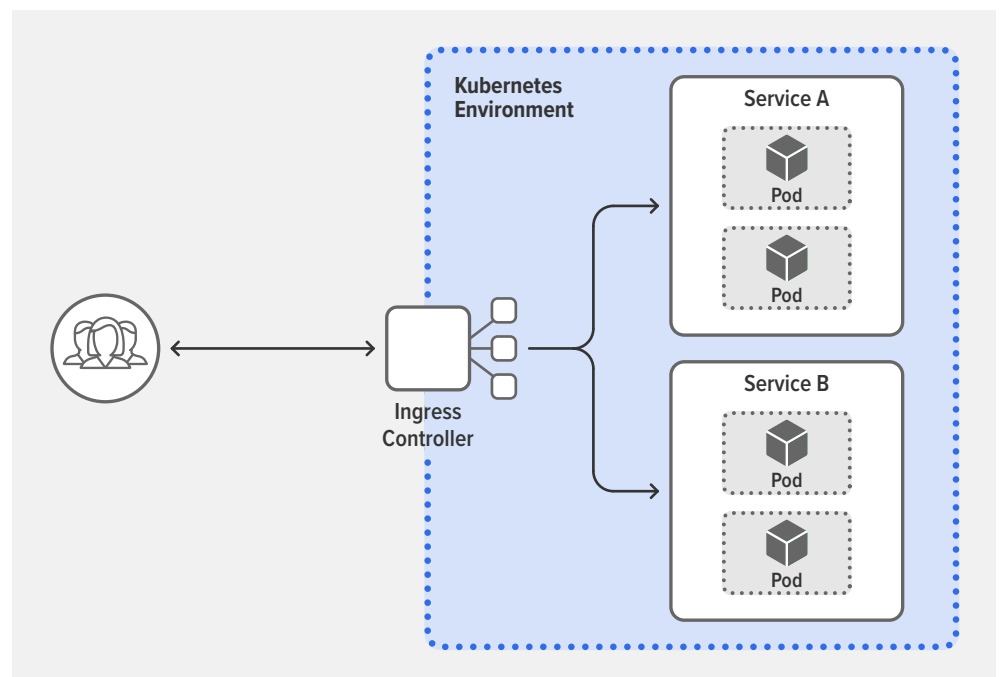 Kubernetes
Environment
Service A
Pod
Pod
Ingress
Controller
Service B
Pod
Pod